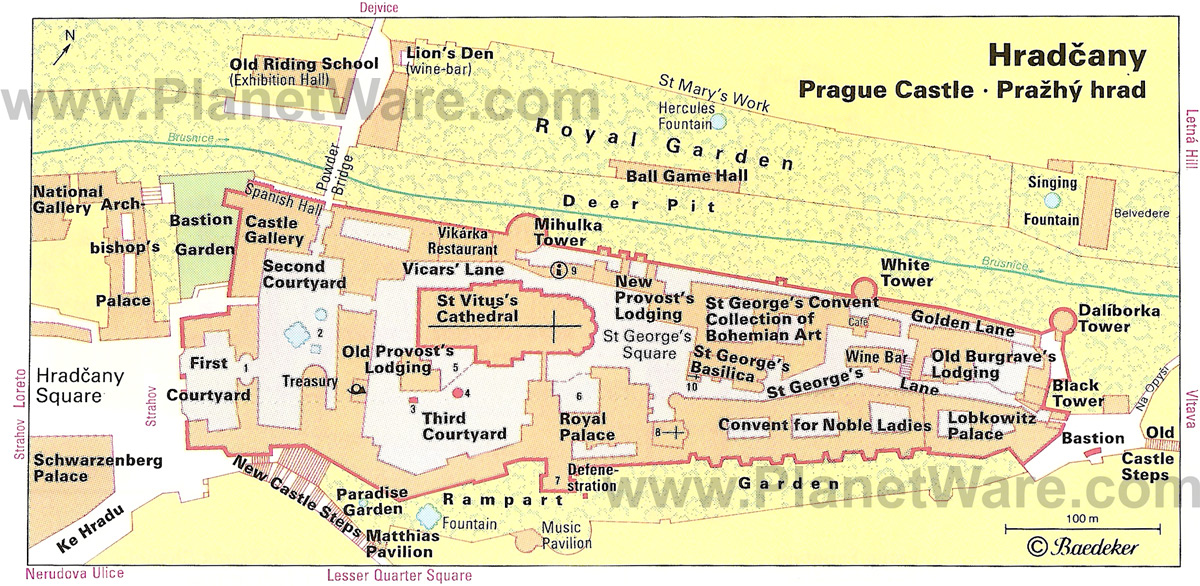 Dejvice
N
Hradčany
Prague Castle · Pražhý hrad
Old Riding School
(Exhibition Hall)
Lion's Den
(wine-bar)
www.PlanetWare.com
St Mary's Work
Hercules
Fountain
Royal Garden
Letná Hill
Brusnice →
Powder
Bridge
Ball Game Hall
Deer Pit
Singing
Fountain
Belvedere
National
Gallery
Arch-
bishop's
Palace
Bastion
Garden
Spanish Hall
Castle
Gallery
Vikárka
Restaurant
Mihulka
Tower
Second
Courtyard
Vicars' Lane
i 9
New
Provost's
Lodging
White
Tower
Brusnice →
St Vitus's
Cathedral
St George's Convent
Collection of
Bohemian Art
Café
Golden Lane
Dalíborka
Tower
2
St George's
Square
First
Courtyard
1
Old Provost's
Lodging
5
St George's
Basilica
10
Wine Bar
Old Burgrave's
Lodging
Hradčany
Square
Strahov
Loreto
Strahov
Treasury
3
4
6
St George's Lane
Black
Tower
Na Opyši
Vltava
Third
Courtyard
Royal
Palace
8
Convent for Noble Ladies
Lobkowitz
Palace
Bastion
Old
Castle
Steps
Schwarzenberg
Palace
New Castle Steps
Paradise
Garden
7
Defene-
stration
Rampart Garden
www.PlanetWare.com
Ke Hradu
Fountain
Matthias
Pavilion
Music
Pavilion
100 m
© Baedeker
Nerudova Ulice
Lesser Quarter Square